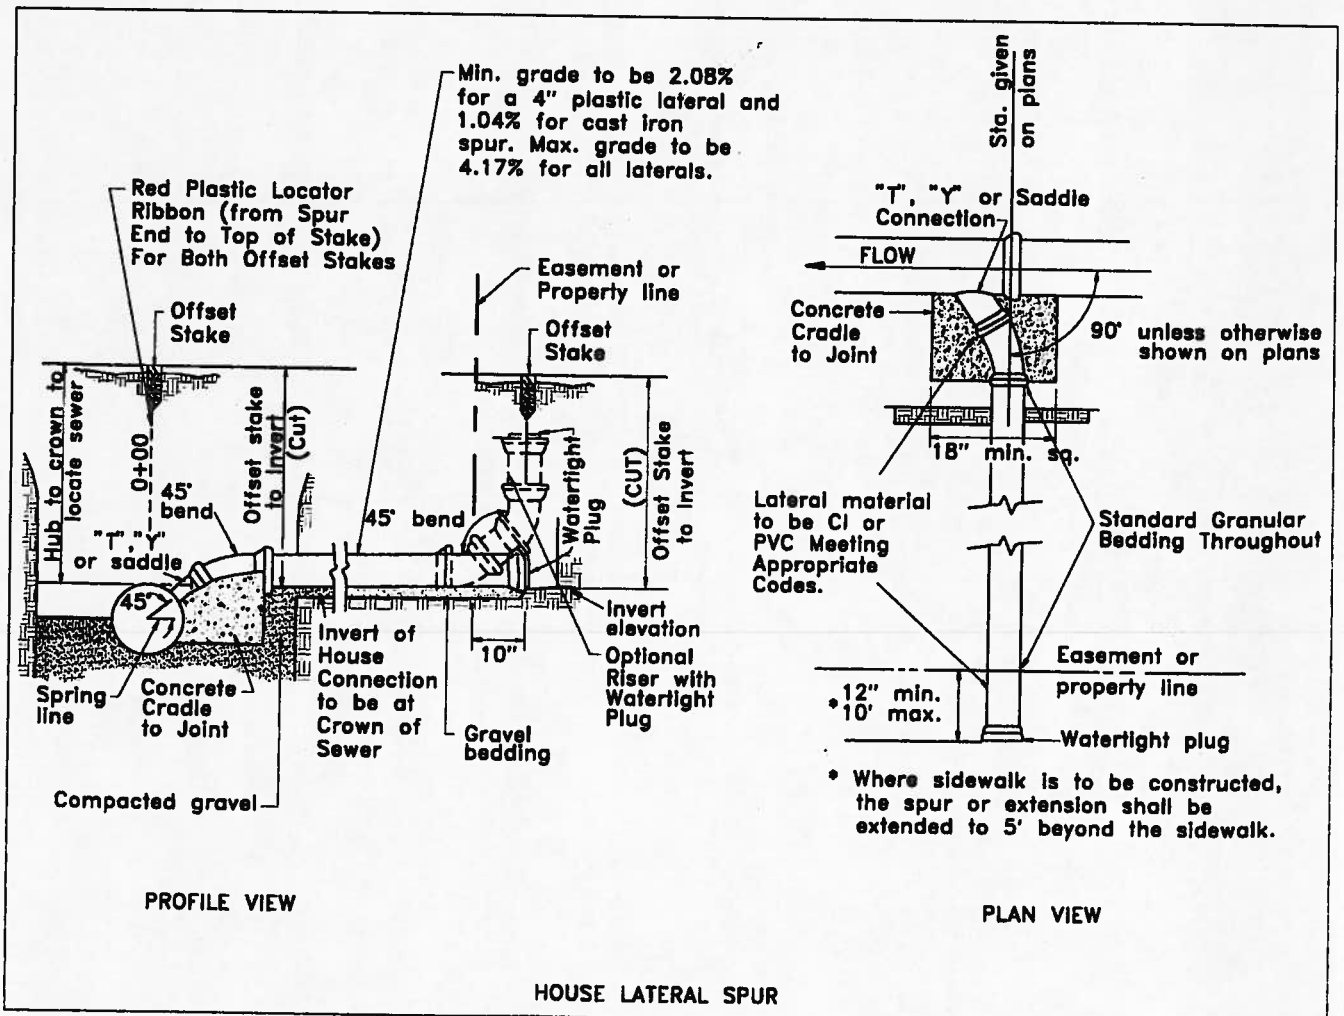 Min. grade to be 2.08%
for a 4" plastic lateral and
1.04% for cast iron
spur. Max. grade to be
4.17% for all laterals.
Red Plastic Locator
Ribbon (from Spur
End to Top of Stake)
For Both Offset Stakes
Easement or
Property line
Offset
Stake
Offset
Stake
Hub to crown to
locate sewer
0+00
Offset stake
to Invert
(Cut)
45° bend
Watertight
Plug
(CUT)
Offset Stake
to Invert
45°
bend
"T","Y"
or saddle
45°
Spring
line
Concrete
Cradle
to Joint
Invert of
House
Connection
to be at
Crown of
Sewer
10"
Gravel
bedding
Invert
elevation
Optional
Riser with
Watertight
Plug
Compacted gravel
PROFILE VIEW
Sta. given
on plans
"T", "Y" or Saddle
Connection
FLOW
Concrete
Cradle
to Joint
90° unless otherwise
shown on plans
18" min. sq.
Lateral material
to be CI or
PVC Meeting
Appropriate
Codes.
Standard Granular
Bedding Throughout
Easement or
property line
*12" min.
10' max.
Watertight plug
* Where sidewalk is to be constructed,
the spur or extension shall be
extended to 5' beyond the sidewalk.
PLAN VIEW
HOUSE LATERAL SPUR